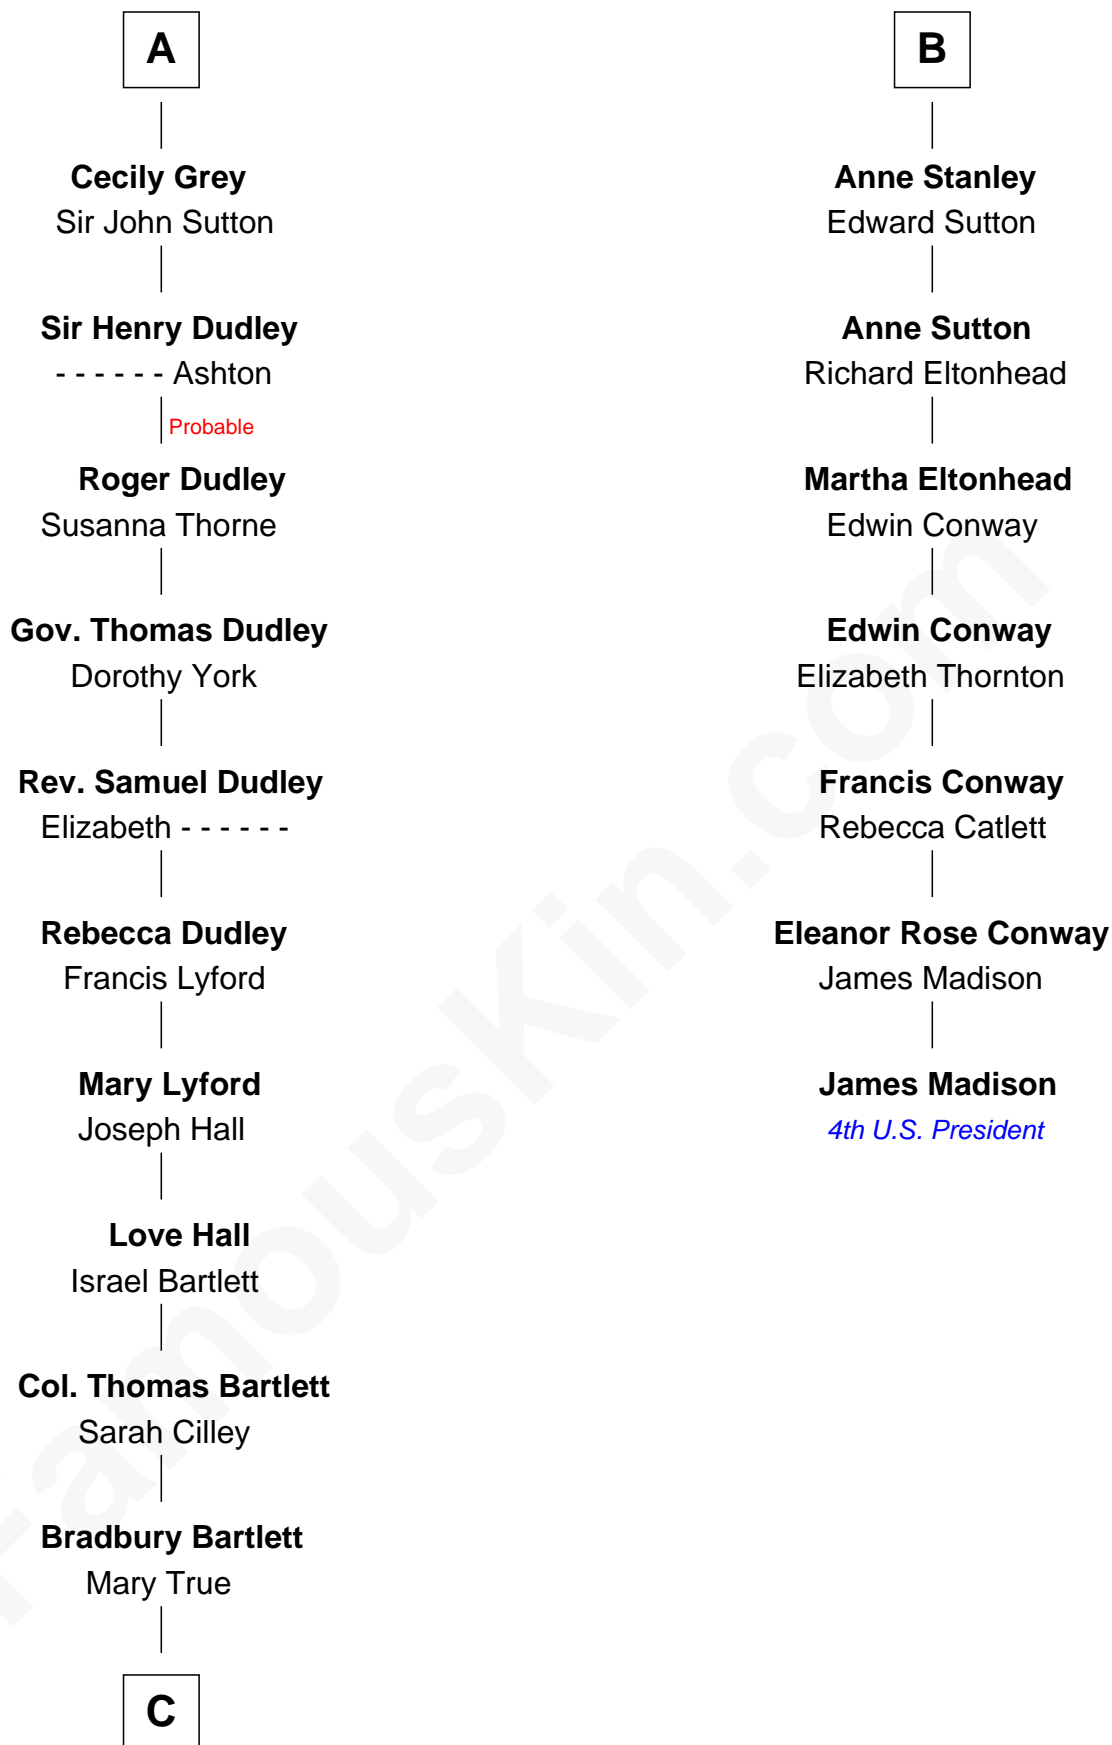 A
Cecily Grey
Sir John Sutton
Sir Henry Dudley
- - - - - - Ashton
Probable
Roger Dudley
Susanna Thorne
Gov. Thomas Dudley
Dorothy York
Rev. Samuel Dudley
Elizabeth - - - - - -
Rebecca Dudley
Francis Lyford
Mary Lyford
Joseph Hall
Love Hall
Israel Bartlett
Col. Thomas Bartlett
Sarah Cilley
Bradbury Bartlett
Mary True
C
B
Anne Stanley
Edward Sutton
Anne Sutton
Richard Eltonhead
Martha Eltonhead
Edwin Conway
Edwin Conway
Elizabeth Thornton
Francis Conway
Rebecca Catlett
Eleanor Rose Conway
James Madison
James Madison
4th U.S. President
FamousKin.com